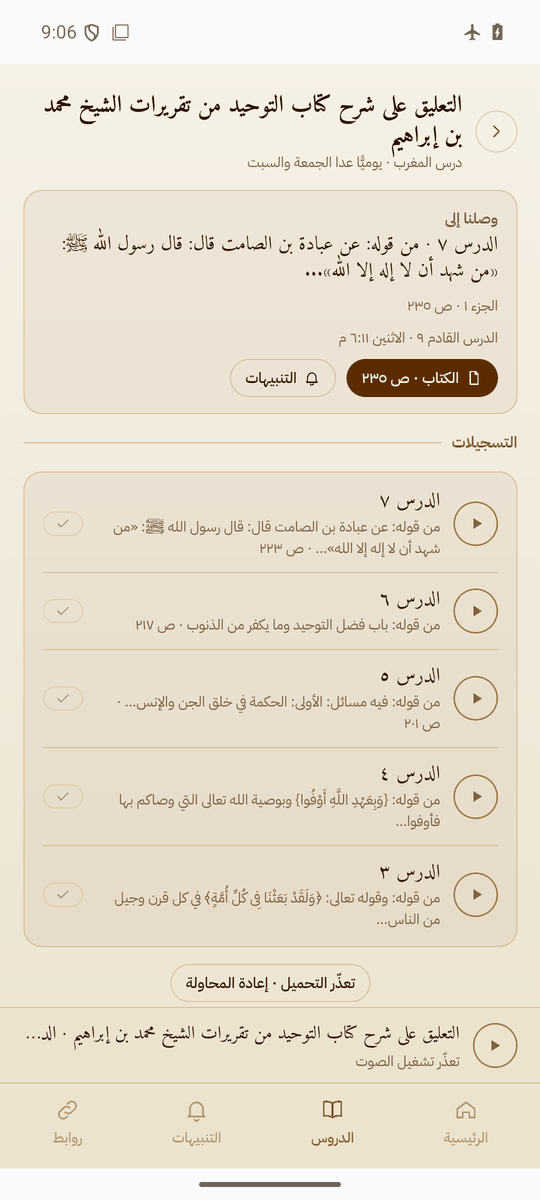 9:06
التعليق على شرح كتاب التوحيد من تقريرات الشيخ محمد
بن إبراهيم
درس المغرب · يوميًّا عدا الجمعة والسبت
وصلنا إلى
الدرس ٧ · من قوله: عن عبادة بن الصامت قال: قال رسول الله ﷺ:
«من شهد أن لا إله إلا الله»...
الجزء ١ · ص ٢٣٥
الدرس القادم ٩ · الاثنين ٦:١١ م
الكتاب · ص ٢٣٥
التنبيهات
التسجيلات
الدرس ٧
من قوله: عن عبادة بن الصامت قال: قال رسول الله ﷺ: «من
شهد أن لا إله إلا الله»... · ص ٢٢٣
الدرس ٦
من قوله: باب فضل التوحيد وما يكفر من الذنوب · ص ٢١٧
الدرس ٥
من قوله: فيه مسائل: الأولى: الحكمة في خلق الجن والإنس... ·
ص ٢٠١
الدرس ٤
من قوله: {وَبِعَهْدِ اللَّهِ أَوْفُوا} وبوصية الله تعالى التي وصاكم بها
فأوفوا...
الدرس ٣
من قوله: وقوله تعالى: ﴿وَلَقَدْ بَعَثْنَا فِى كُلِّ أُمَّةٍ﴾ في كل قرن وجيل
من الناس...
تعذّر التحميل · إعادة المحاولة
التعليق على شرح كتاب التوحيد من تقريرات الشيخ محمد بن إبراهيم · الد...
تعذّر تشغيل الصوت
الرئيسية
الدروس
التنبيهات
روابط